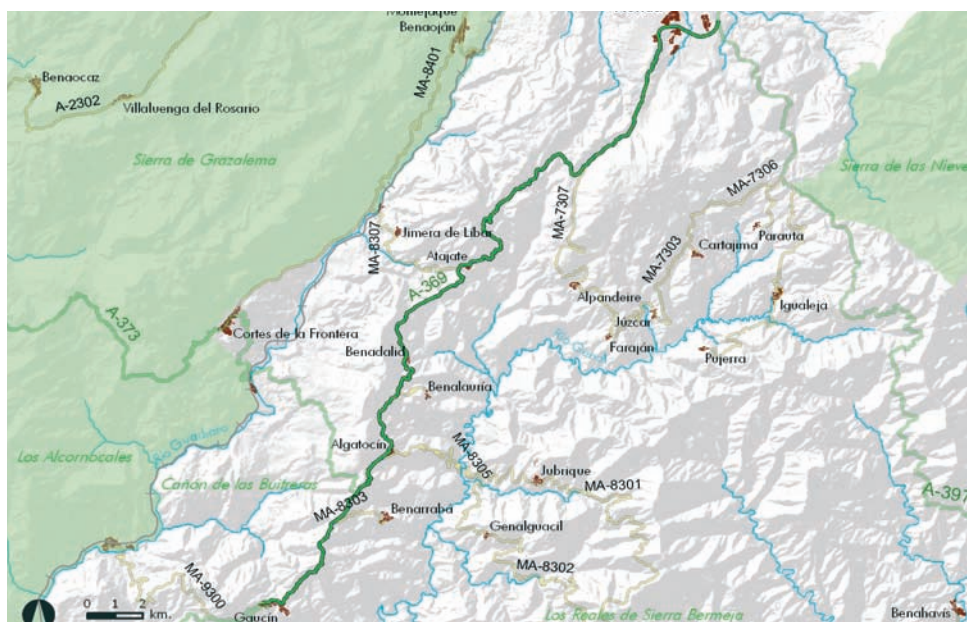 Montejaque
Benaoján
MA-8401
Benaocaz
A-2302
Villaluenga del Rosario
Sierra de Grazalema
Sierra de las Nieve
MA-7306
MA-7307
Parauta
Cartajima
Jimera de Líbar
MA-8307
Atajate
MA-7303
A-369
Alpandeire
Igualeja
Júzcar
A-373
Cortes de la Frontera
Faraján
Pujerra
Benadalid
Benalauría
Río Guadiaro
Algatocín
MA-8305
Los Alcornocales
Cañón de las Buitreras
Jubrique
MA-8301
A-397
MA-8303
Benarrabá
Genalguacil
MA-8302
MA-9300
0 1 2
km.
Gaucín
Los Reales de Sierra Bermeja
Benahavís